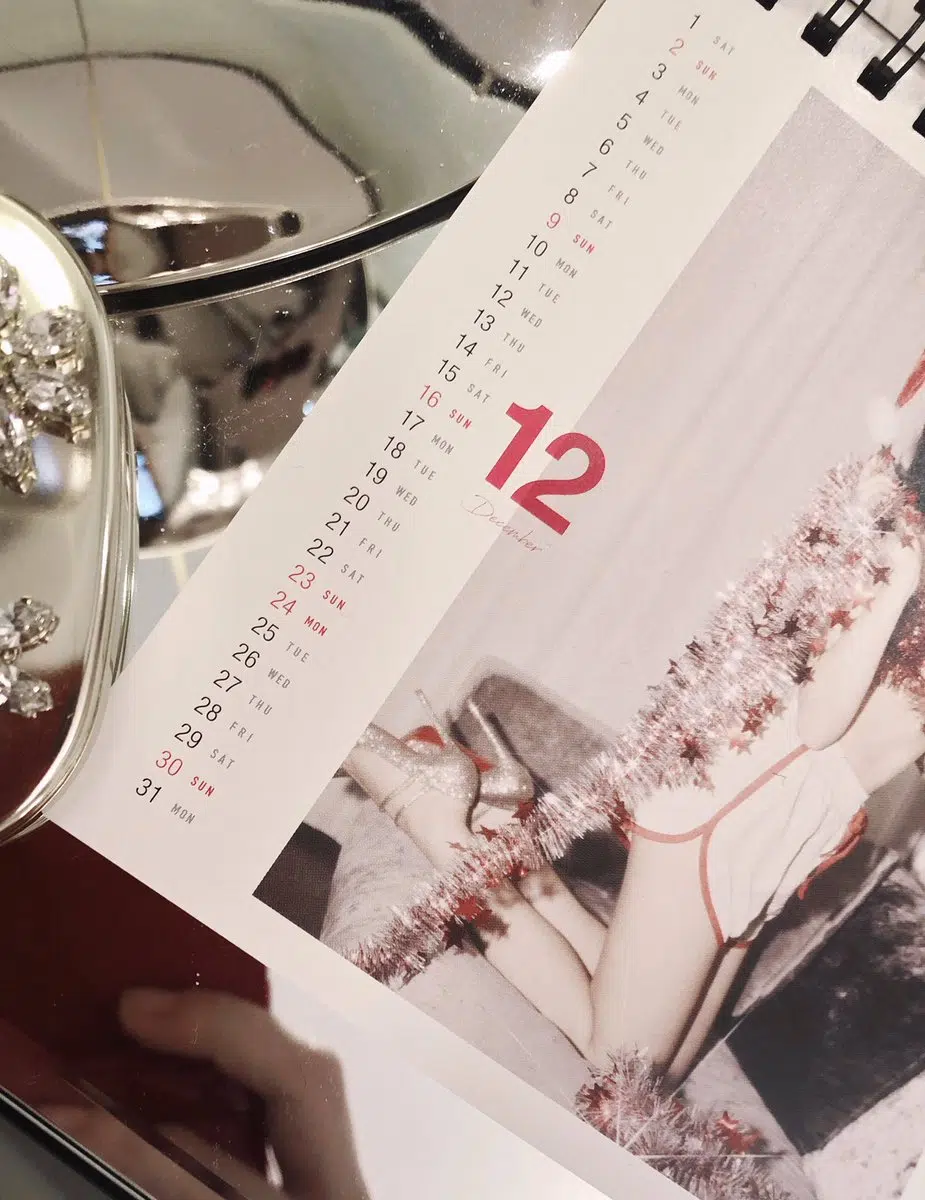 1 SAT
2 SUN
3 MON
4 TUE
5 WED
6 THU
7 FRI
8 SAT
9 SUN
10 MON
11 TUE
12 WED
13 THU
14 FRI
15 SAT
16 SUN
17 MON
18 TUE
19 WED
20 THU
21 FRI
22 SAT
23 SUN
24 MON
25 TUE
26 WED
27 THU
28 FRI
29 SAT
30 SUN
31 MON
12
December